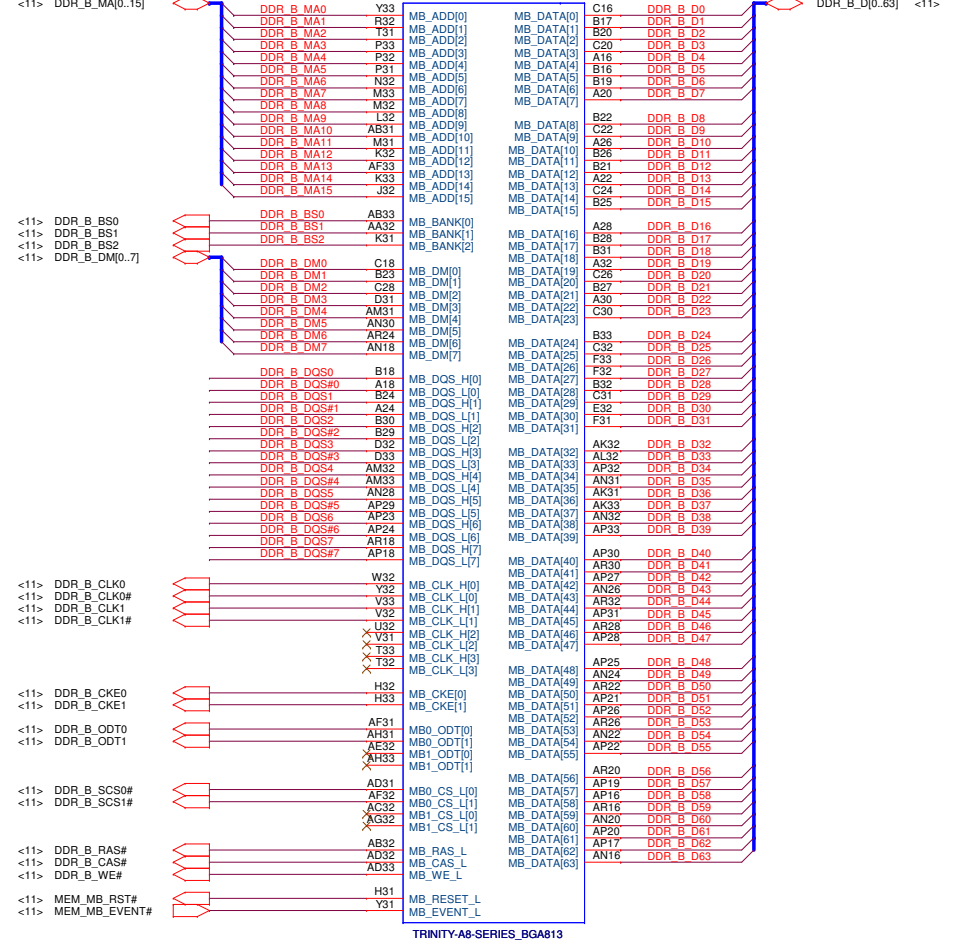 <11> DDR_B_MA[0..15] DDR_B_D[0..63] <11>
DDR_B_MA0 Y33 MB_ADD[0] MB_DATA[0] C16 DDR_B_D0
DDR_B_MA1 R32 MB_ADD[1] MB_DATA[1] B17 DDR_B_D1
DDR_B_MA2 T31 MB_ADD[2] MB_DATA[2] B20 DDR_B_D2
DDR_B_MA3 P33 MB_ADD[3] MB_DATA[3] C20 DDR_B_D3
DDR_B_MA4 P32 MB_ADD[4] MB_DATA[4] A16 DDR_B_D4
DDR_B_MA5 P31 MB_ADD[5] MB_DATA[5] B16 DDR_B_D5
DDR_B_MA6 N32 MB_ADD[6] MB_DATA[6] B19 DDR_B_D6
DDR_B_MA7 M33 MB_ADD[7] MB_DATA[7] A20 DDR_B_D7
DDR_B_MA8 M32 MB_ADD[8]
DDR_B_MA9 L32 MB_ADD[9] MB_DATA[8] B22 DDR_B_D8
DDR_B_MA10 AB31 MB_ADD[10] MB_DATA[9] C22 DDR_B_D9
DDR_B_MA11 M31 MB_ADD[11] MB_DATA[10] A26 DDR_B_D10
DDR_B_MA12 K32 MB_ADD[12] MB_DATA[11] B26 DDR_B_D11
DDR_B_MA13 AF33 MB_ADD[13] MB_DATA[12] B21 DDR_B_D12
DDR_B_MA14 K33 MB_ADD[14] MB_DATA[13] A22 DDR_B_D13
DDR_B_MA15 J32 MB_ADD[15] MB_DATA[14] C24 DDR_B_D14
MB_DATA[15] B25 DDR_B_D15
<11> DDR_B_BS0 DDR_B_BS0 AB33 MB_BANK[0]
<11> DDR_B_BS1 DDR_B_BS1 AA32 MB_BANK[1] MB_DATA[16] A28 DDR_B_D16
<11> DDR_B_BS2 DDR_B_BS2 K31 MB_BANK[2] MB_DATA[17] B28 DDR_B_D17
<11> DDR_B_DM[0..7] MB_DATA[18] B31 DDR_B_D18
DDR_B_DM0 C18 MB_DM[0] MB_DATA[19] A32 DDR_B_D19
DDR_B_DM1 B23 MB_DM[1] MB_DATA[20] C26 DDR_B_D20
DDR_B_DM2 C28 MB_DM[2] MB_DATA[21] B27 DDR_B_D21
DDR_B_DM3 D31 MB_DM[3] MB_DATA[22] A30 DDR_B_D22
DDR_B_DM4 AM31 MB_DM[4] MB_DATA[23] C30 DDR_B_D23
DDR_B_DM5 AN30 MB_DM[5]
DDR_B_DM6 AR24 MB_DM[6] MB_DATA[24] B33 DDR_B_D24
DDR_B_DM7 AN18 MB_DM[7] MB_DATA[25] C32 DDR_B_D25
MB_DATA[26] F33 DDR_B_D26
DDR_B_DQS0 B18 MB_DQS_H[0] MB_DATA[27] F32 DDR_B_D27
DDR_B_DQS#0 A18 MB_DQS_L[0] MB_DATA[28] B32 DDR_B_D28
DDR_B_DQS1 B24 MB_DQS_H[1] MB_DATA[29] C31 DDR_B_D29
DDR_B_DQS#1 A24 MB_DQS_L[1] MB_DATA[30] E32 DDR_B_D30
DDR_B_DQS2 B30 MB_DQS_H[2] MB_DATA[31] F31 DDR_B_D31
DDR_B_DQS#2 B29 MB_DQS_L[2]
DDR_B_DQS3 D32 MB_DQS_H[3] MB_DATA[32] AK32 DDR_B_D32
DDR_B_DQS#3 D33 MB_DQS_L[3] MB_DATA[33] AL32 DDR_B_D33
DDR_B_DQS4 AM32 MB_DQS_H[4] MB_DATA[34] AP32 DDR_B_D34
DDR_B_DQS#4 AM33 MB_DQS_L[4] MB_DATA[35] AN31 DDR_B_D35
DDR_B_DQS5 AN28 MB_DQS_H[5] MB_DATA[36] AK31 DDR_B_D36
DDR_B_DQS#5 AP29 MB_DQS_L[5] MB_DATA[37] AK33 DDR_B_D37
DDR_B_DQS6 AP23 MB_DQS_H[6] MB_DATA[38] AN32 DDR_B_D38
DDR_B_DQS#6 AP24 MB_DQS_L[6] MB_DATA[39] AP33 DDR_B_D39
DDR_B_DQS7 AR18 MB_DQS_H[7]
DDR_B_DQS#7 AP18 MB_DQS_L[7] MB_DATA[40] AP30 DDR_B_D40
MB_DATA[41] AR30 DDR_B_D41
<11> DDR_B_CLK0 W32 MB_CLK_H[0] MB_DATA[42] AP27 DDR_B_D42
<11> DDR_B_CLK0# Y32 MB_CLK_L[0] MB_DATA[43] AN26 DDR_B_D43
<11> DDR_B_CLK1 V33 MB_CLK_H[1] MB_DATA[44] AR32 DDR_B_D44
<11> DDR_B_CLK1# V32 MB_CLK_L[1] MB_DATA[45] AP31 DDR_B_D45
U32 MB_CLK_H[2] MB_DATA[46] AR28 DDR_B_D46
V31 MB_CLK_L[2] MB_DATA[47] AP28 DDR_B_D47
T33 MB_CLK_H[3]
T32 MB_CLK_L[3] MB_DATA[48] AP25 DDR_B_D48
MB_DATA[49] AN24 DDR_B_D49
<11> DDR_B_CKE0 H32 MB_CKE[0] MB_DATA[50] AR22 DDR_B_D50
<11> DDR_B_CKE1 H33 MB_CKE[1] MB_DATA[51] AP21 DDR_B_D51
MB_DATA[52] AP26 DDR_B_D52
<11> DDR_B_ODT0 AF31 MB0_ODT[0] MB_DATA[53] AR26 DDR_B_D53
<11> DDR_B_ODT1 AH31 MB0_ODT[1] MB_DATA[54] AN22 DDR_B_D54
AE32 MB1_ODT[0] MB_DATA[55] AP22 DDR_B_D55
AH33 MB1_ODT[1]
MB_DATA[56] AR20 DDR_B_D56
<11> DDR_B_SCS0# AD31 MB0_CS_L[0] MB_DATA[57] AP19 DDR_B_D57
<11> DDR_B_SCS1# AF32 MB0_CS_L[1] MB_DATA[58] AP16 DDR_B_D58
AC32 MB1_CS_L[0] MB_DATA[59] AR16 DDR_B_D59
AG32 MB1_CS_L[1] MB_DATA[60] AN20 DDR_B_D60
MB_DATA[61] AP20 DDR_B_D61
<11> DDR_B_RAS# AB32 MB_RAS_L MB_DATA[62] AP17 DDR_B_D62
<11> DDR_B_CAS# AD32 MB_CAS_L MB_DATA[63] AN16 DDR_B_D63
<11> DDR_B_WE# AD33 MB_WE_L
<11> MEM_MB_RST# H31 MB_RESET_L
<11> MEM_MB_EVENT# Y31 MB_EVENT_L
TRINITY-A8-SERIES_BGA813